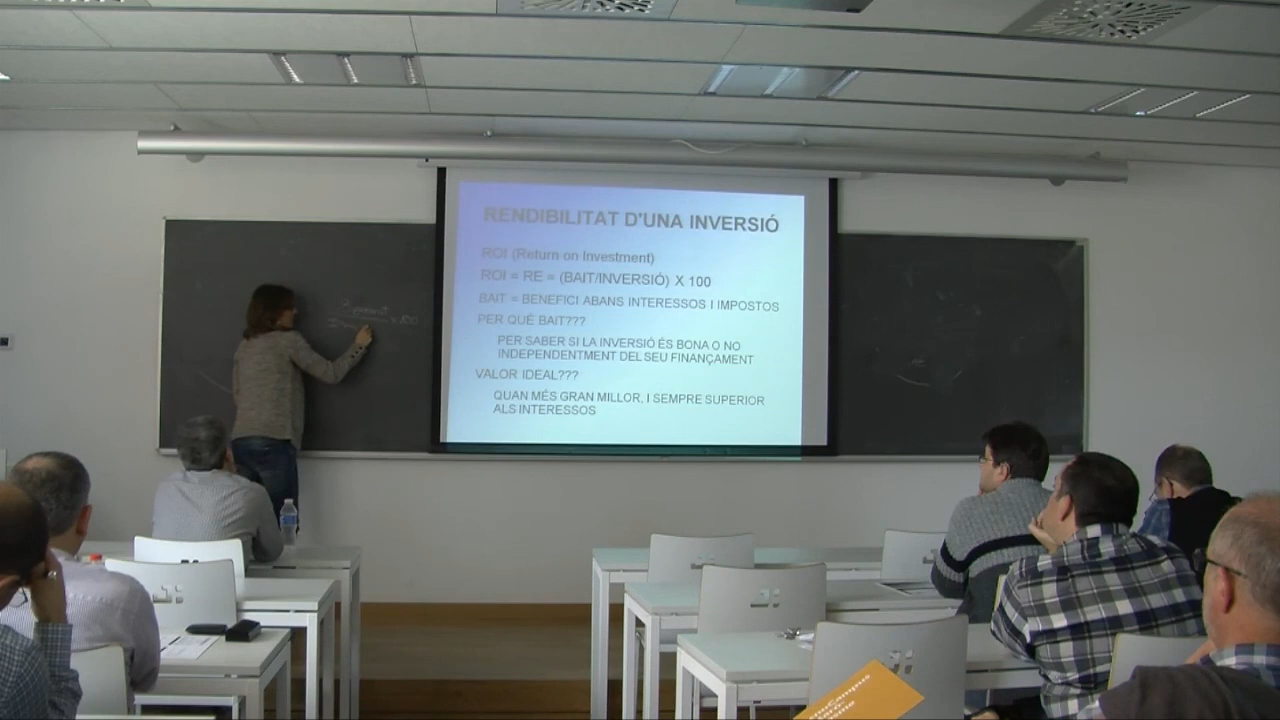 RENDIBILITAT D'UNA INVERSIÓ
ROI (Return on Investment)
ROI = RE = (BAIT/INVERSIÓ) X 100
BAIT = BENEFICI ABANS INTERESSOS I IMPOSTOS
PER QUÈ BAIT???
PER SABER SI LA INVERSIÓ ÉS BONA O NO
INDEPENDENTMENT DEL SEU FINANÇAMENT
VALOR IDEAL???
QUAN MÉS GRAN MILLOR, I SEMPRE SUPERIOR
ALS INTERESSOS
x 100